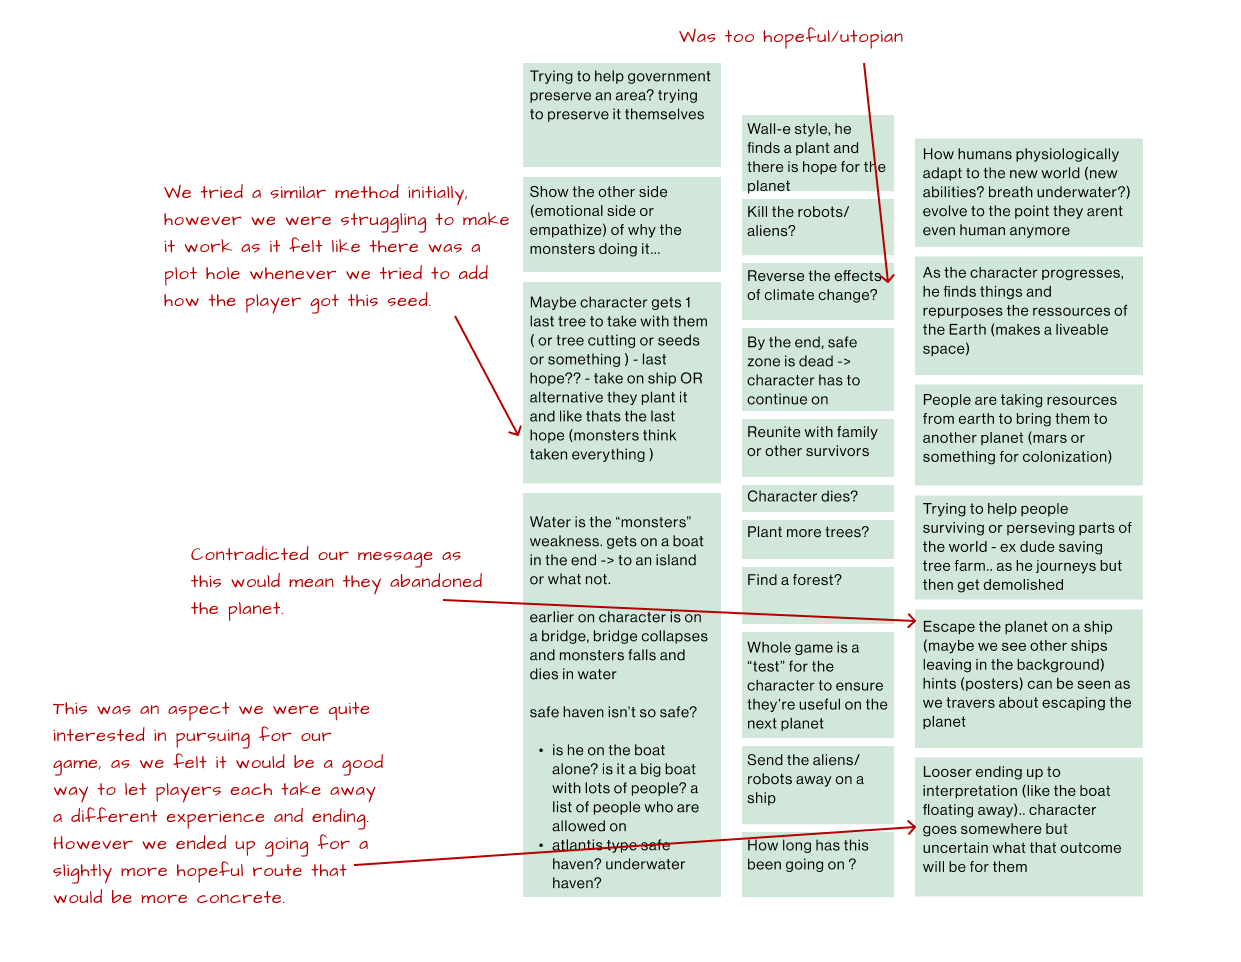 Was too hopeful/utopian
We tried a similar method initially,
however we were struggling to make
it work as it felt like there was a
plot hole whenever we tried to add
how the player got this seed.
Contradicted our message as
this would mean they abandoned
the planet.
This was an aspect we were quite
interested in pursuing for our
game, as we felt it would be a good
way to let players each take away
a different experience and ending.
However we ended up going for a
slightly more hopeful route that
would be more concrete.
Trying to help government
preserve an area? trying
to preserve it themselves
Show the other side
(emotional side or
empathize) of why the
monsters doing it...
Maybe character gets 1
last tree to take with them
( or tree cutting or seeds
or something ) - last
hope?? - take on ship OR
alternative they plant it
and like thats the last
hope (monsters think
taken everything )
Water is the “monsters”
weakness. gets on a boat
in the end -> to an island
or what not.
earlier on character is on
a bridge, bridge collapses
and monsters falls and
dies in water
safe haven isn’t so safe?
• is he on the boat
alone? is it a big boat
with lots of people? a
list of people who are
allowed on
• atlantis type safe
haven? underwater
haven?
Wall-e style, he
finds a plant and
there is hope for the
planet
Kill the robots/
aliens?
Reverse the effects
of climate change?
By the end, safe
zone is dead ->
character has to
continue on
Reunite with family
or other survivors
Character dies?
Plant more trees?
Find a forest?
Whole game is a
“test” for the
character to ensure
they’re useful on the
next planet
Send the aliens/
robots away on a
ship
How long has this
been going on ?
How humans physiologically
adapt to the new world (new
abilities? breath underwater?)
evolve to the point they arent
even human anymore
As the character progresses,
he finds things and
repurposes the ressources of
the Earth (makes a liveable
space)
People are taking resources
from earth to bring them to
another planet (mars or
something for colonization)
Trying to help people
surviving or perseving parts of
the world - ex dude saving
tree farm.. as he journeys but
then get demolished
Escape the planet on a ship
(maybe we see other ships
leaving in the background)
hints (posters) can be seen as
we travers about escaping the
planet
Looser ending up to
interpretation (like the boat
floating away).. character
goes somewhere but
uncertain what that outcome
will be for them